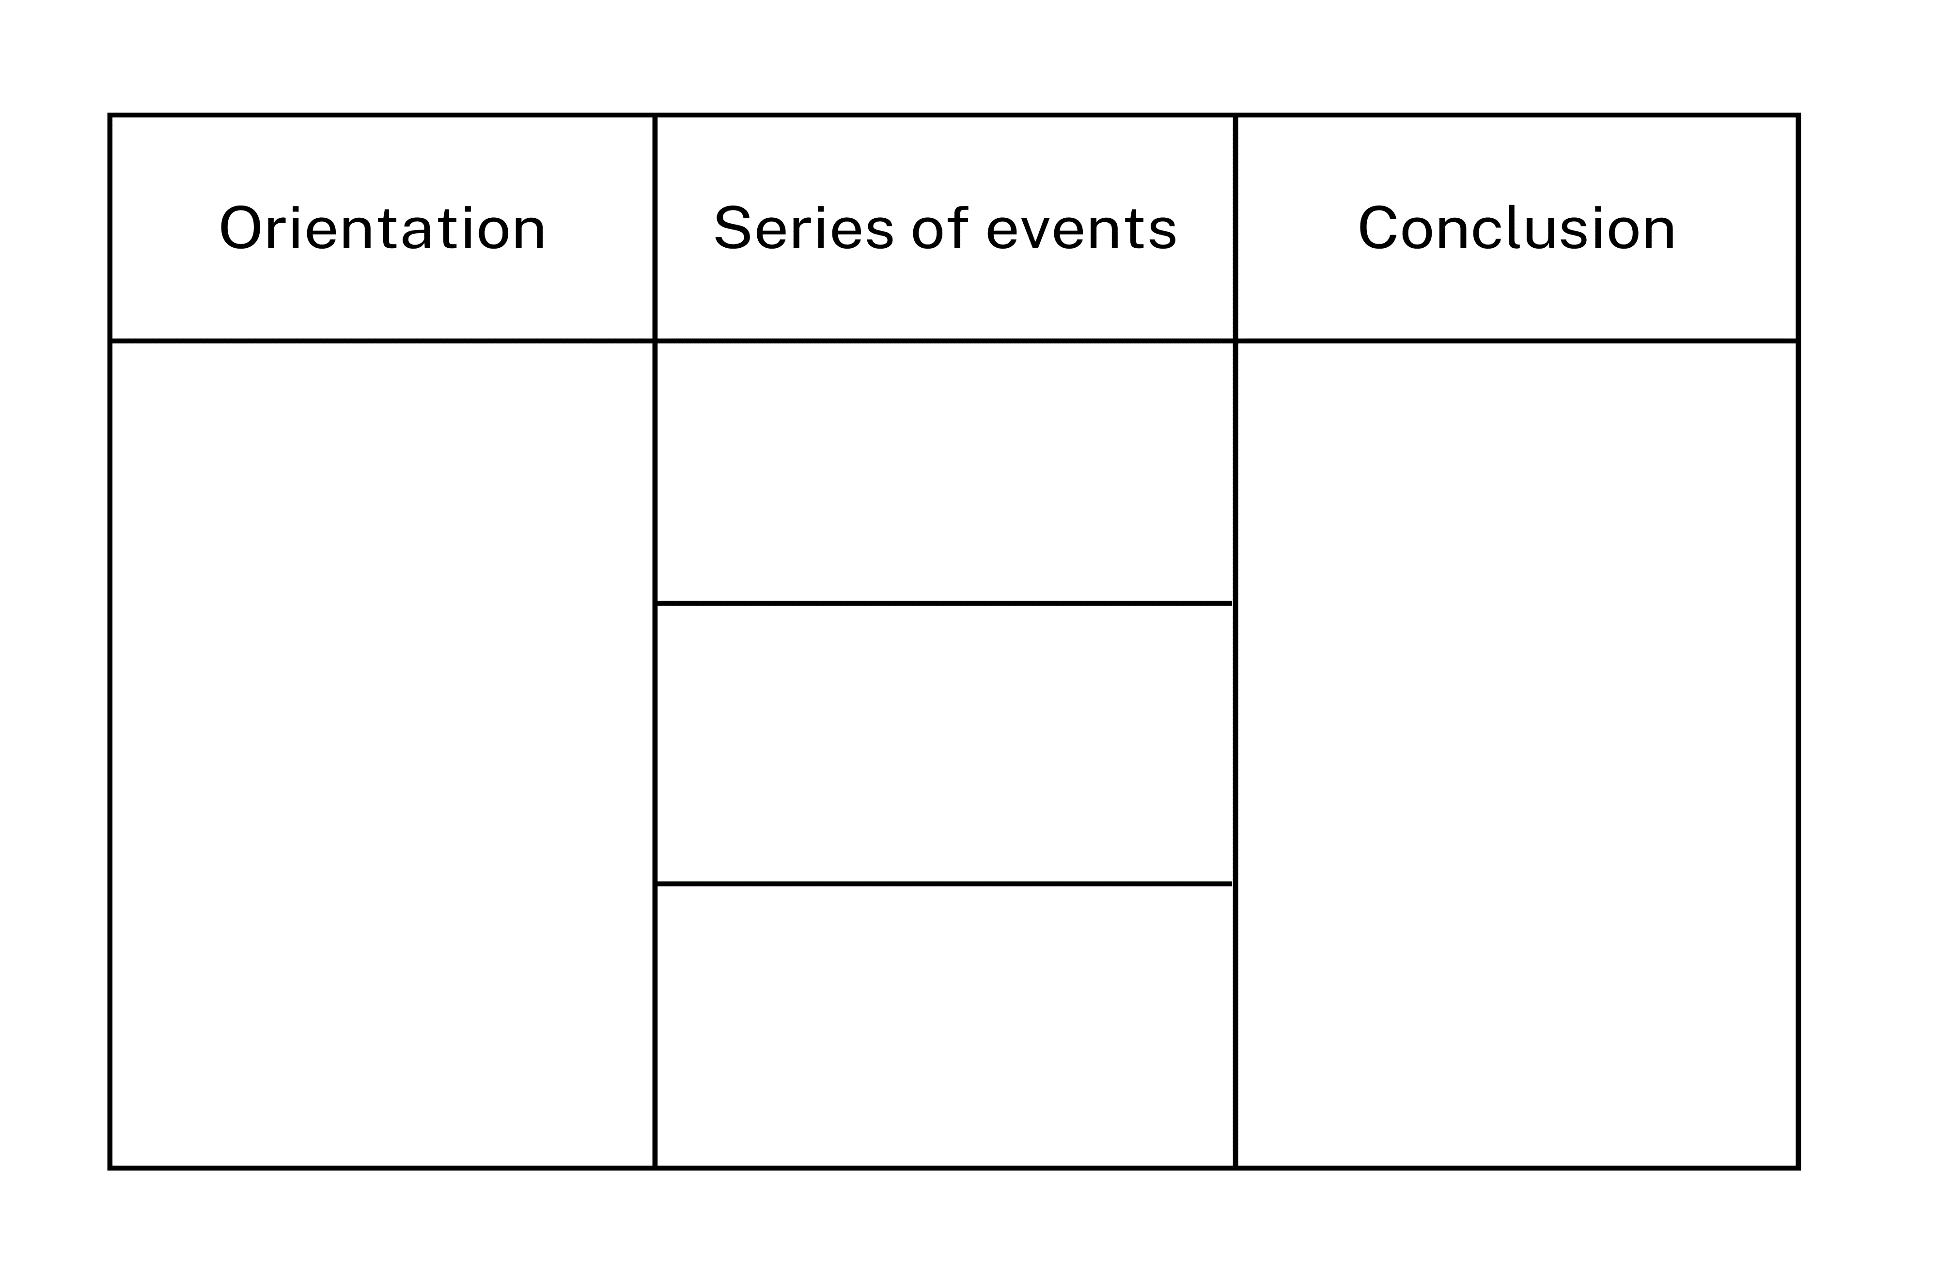 Orientation
Series of events
Conclusion